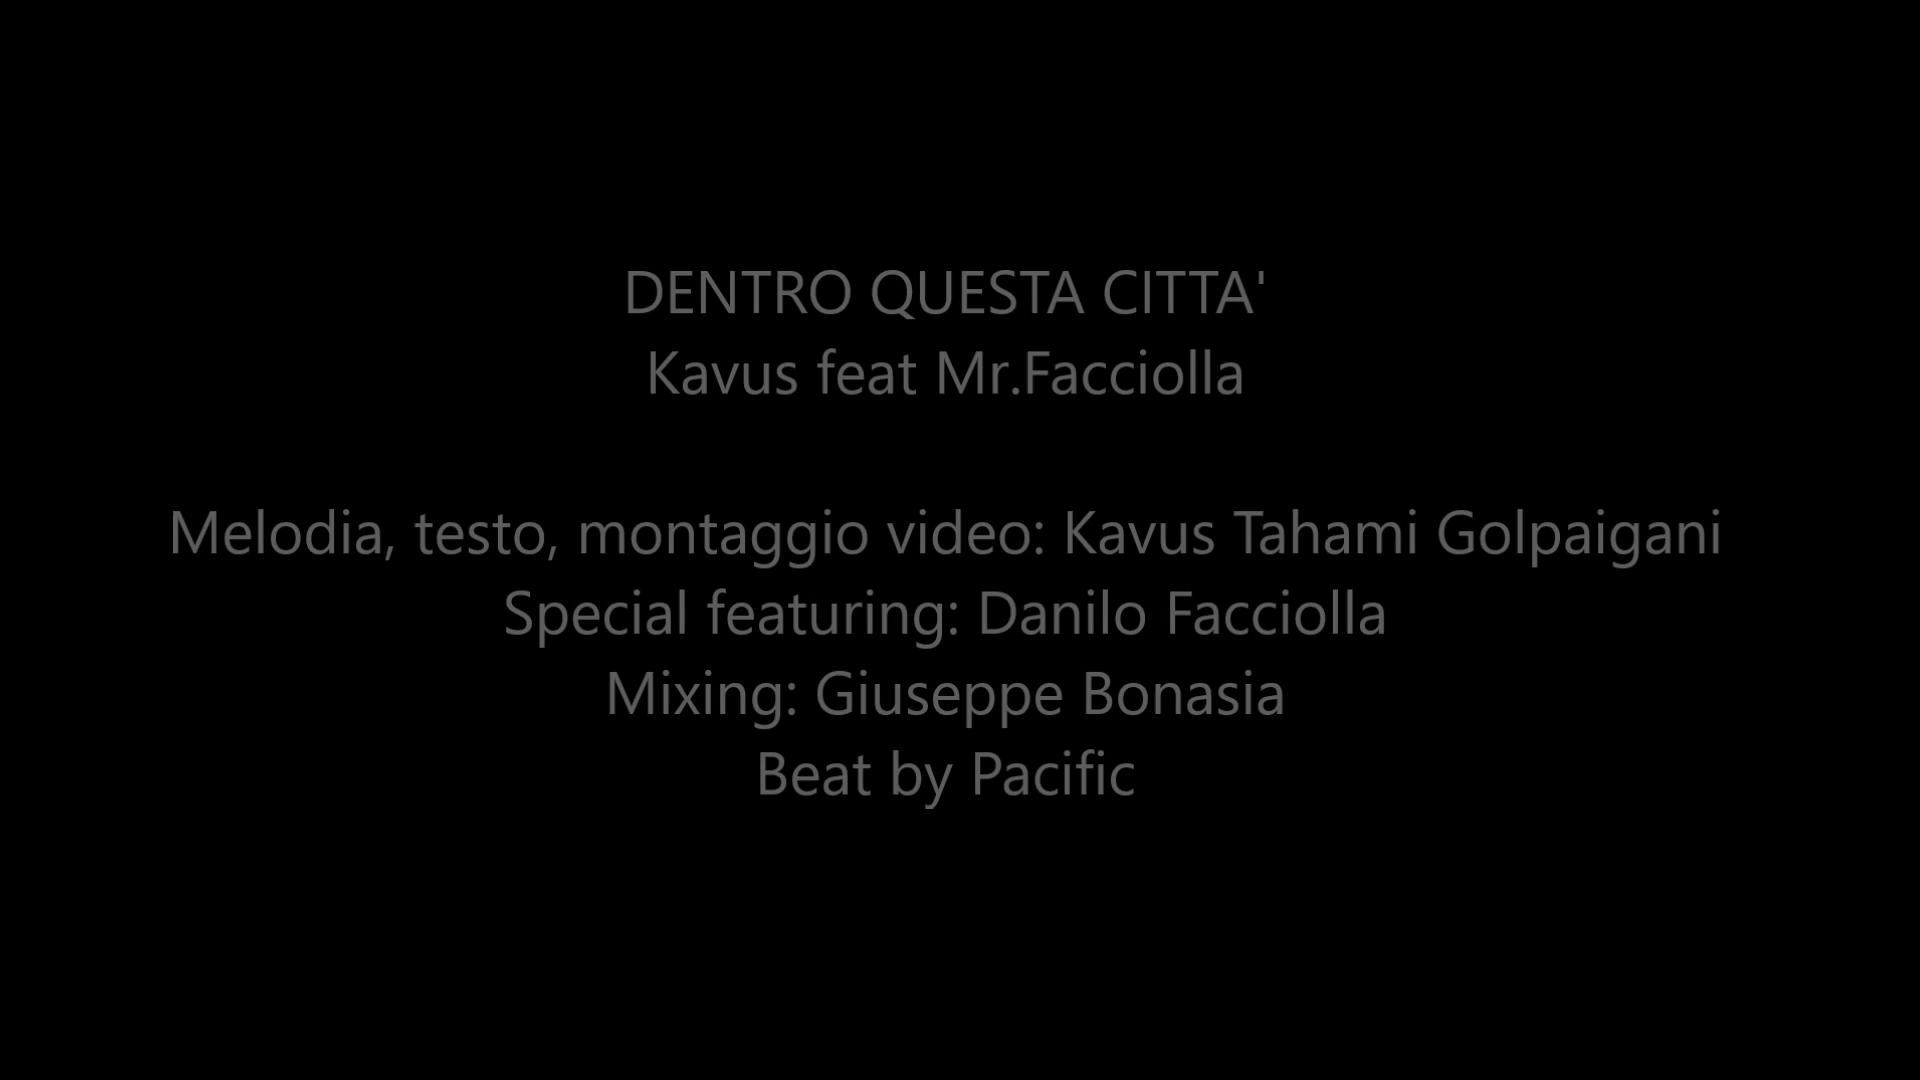 DENTRO QUESTA CITTA'
Kavus feat Mr.Facciolla
Melodia, testo, montaggio video: Kavus Tahami Golpaigani
Special featuring: Danilo Facciolla
Mixing: Giuseppe Bonasia
Beat by Pacific